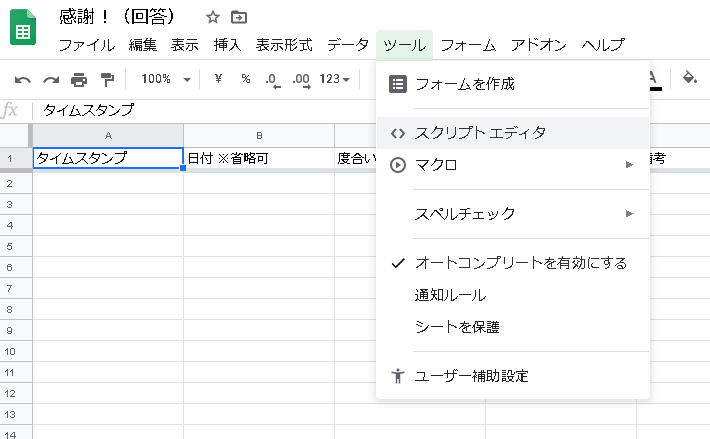 感謝！（回答）
ファイル 編集 表示 挿入 表示形式 データ ツール フォーム アドオン ヘルプ
100% ¥ % .0 .00 123 A
fx タイムスタンプ
A B
1 タイムスタンプ 日付 ※省略可 度合い
2
3
4
5
6
7
8
9
10
11
12
13
14
フォームを作成
スクリプト エディタ
マクロ
スペルチェック
オートコンプリートを有効にする
通知ルール
シートを保護
ユーザー補助設定